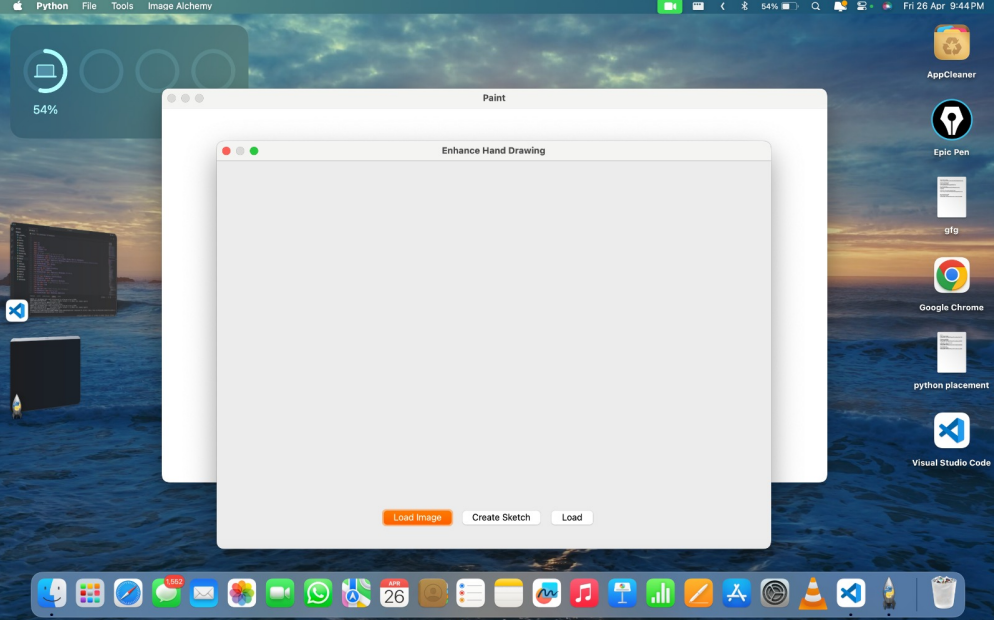 Python File Tools Image Alchemy
54% Fri 26 Apr 9:44 PM
54%
AppCleaner
Epic Pen
gfg
Google Chrome
python placement
Visual Studio Code
Paint
Enhance Hand Drawing
Load Image Create Sketch Load
1,552
APR
26